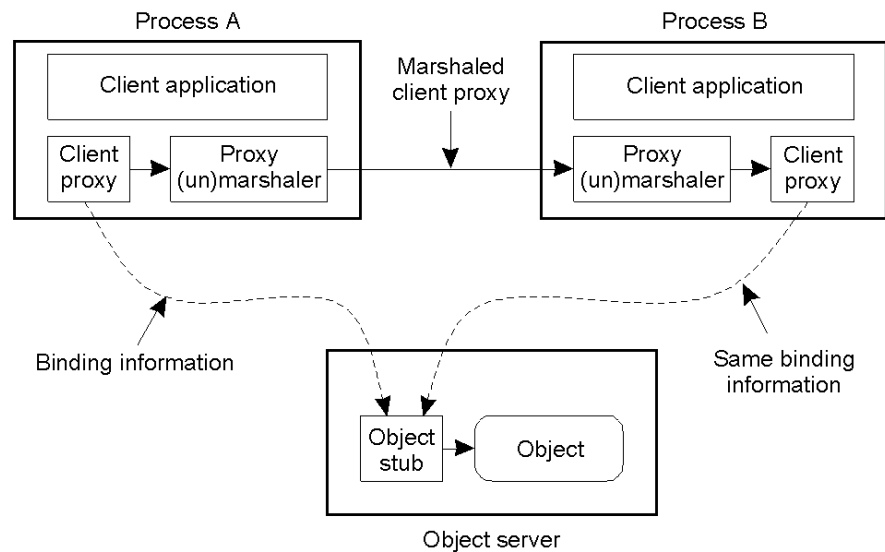 Process A
Process B
Client application
Marshaled
client proxy
Client application
Client
proxy
Proxy
(un)marshaler
Proxy
(un)marshaler
Client
proxy
Binding information
Same binding
information
Object
stub
Object
Object server